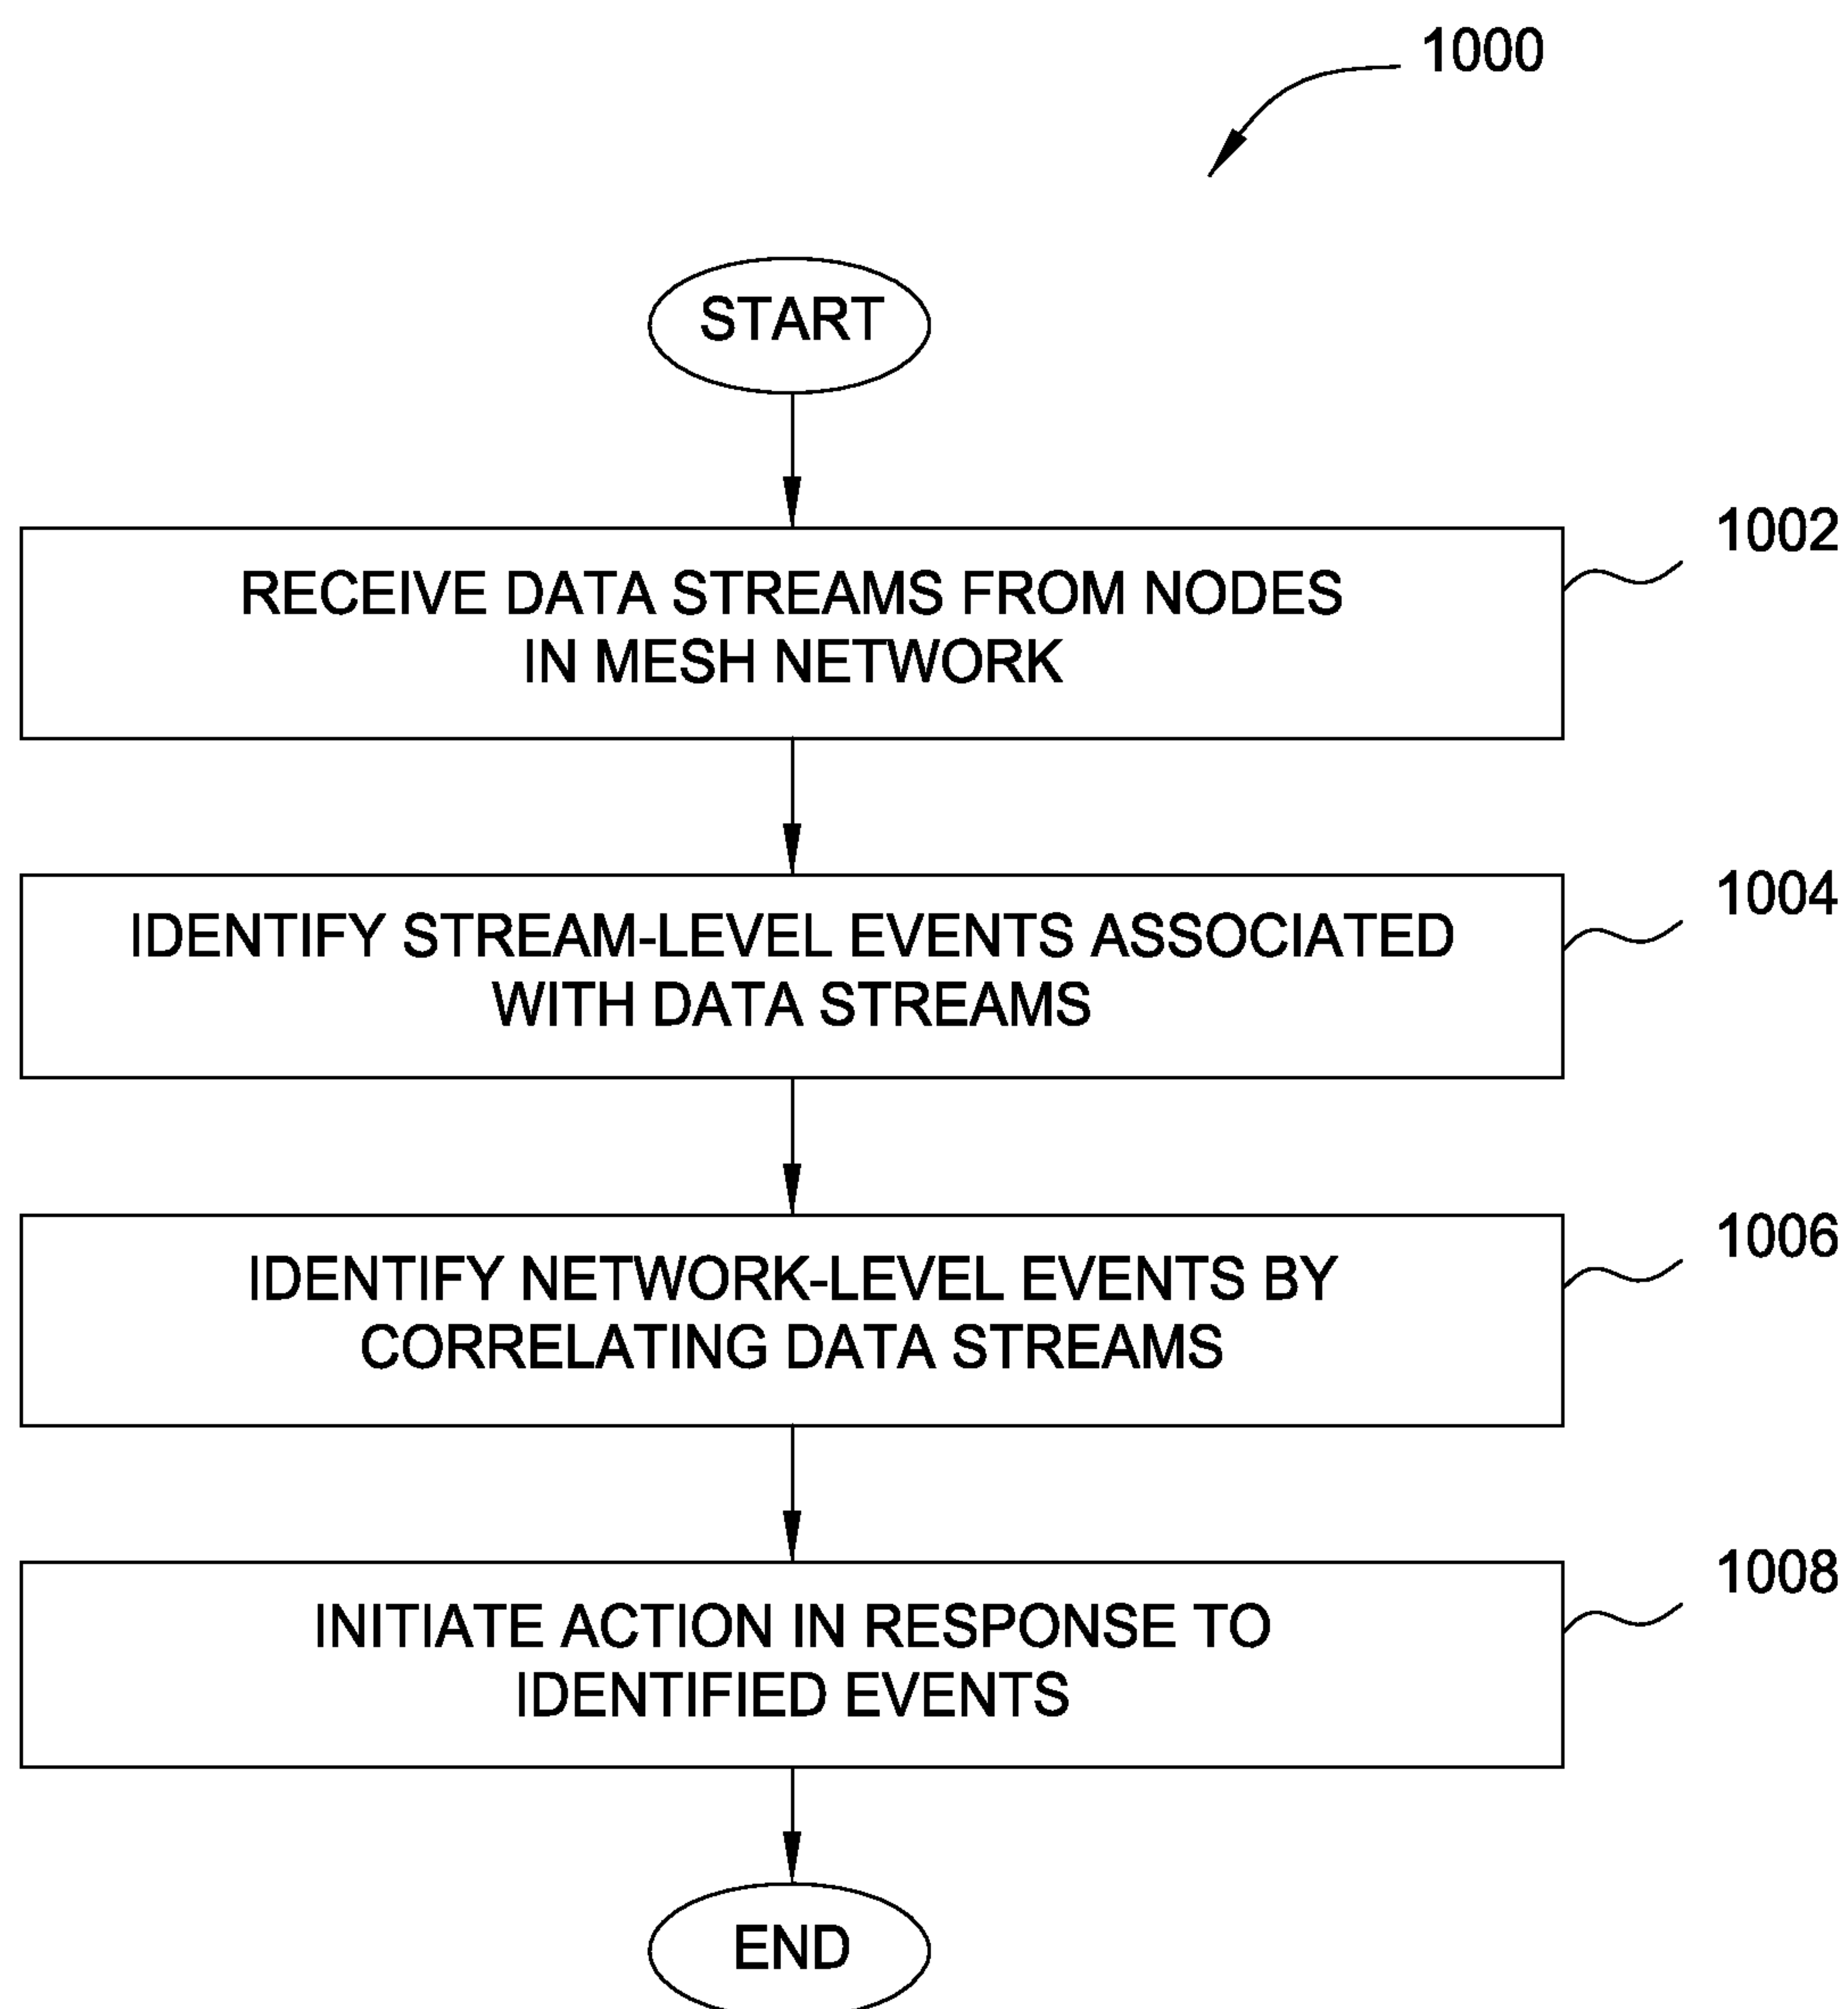 1000
START
1002
RECEIVE DATA STREAMS FROM NODES
IN MESH NETWORK
1004
IDENTIFY STREAM-LEVEL EVENTS ASSOCIATED
WITH DATA STREAMS
1006
IDENTIFY NETWORK-LEVEL EVENTS BY
CORRELATING DATA STREAMS
1008
INITIATE ACTION IN RESPONSE TO
IDENTIFIED EVENTS
END